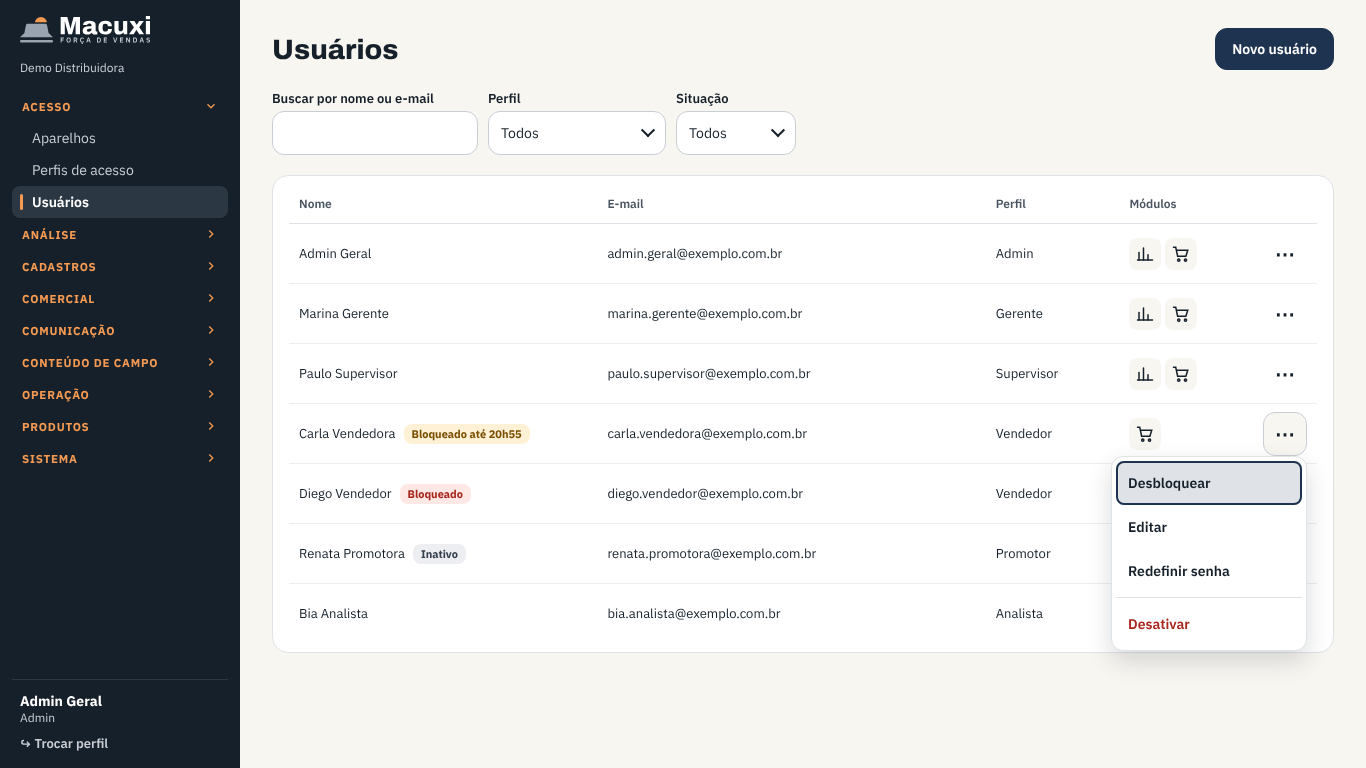 Macuxi
FORÇA DE VENDAS
Demo Distribuidora
ACESSO
Aparelhos
Perfis de acesso
Usuários
ANÁLISE
CADASTROS
COMERCIAL
COMUNICAÇÃO
CONTEÚDO DE CAMPO
OPERAÇÃO
PRODUTOS
SISTEMA
Admin Geral
Admin
↪ Trocar perfil
Usuários
Novo usuário
Buscar por nome ou e-mail Perfil Situação
Todos Todos
Nome E-mail Perfil Módulos
Admin Geral admin.geral@exemplo.com.br Admin
Marina Gerente marina.gerente@exemplo.com.br Gerente
Paulo Supervisor paulo.supervisor@exemplo.com.br Supervisor
Carla Vendedora Bloqueado até 20h55 carla.vendedora@exemplo.com.br Vendedor
Diego Vendedor Bloqueado diego.vendedor@exemplo.com.br Vendedor
Renata Promotora Inativo renata.promotora@exemplo.com.br Promotor
Bia Analista bia.analista@exemplo.com.br Analista
Desbloquear
Editar
Redefinir senha
Desativar